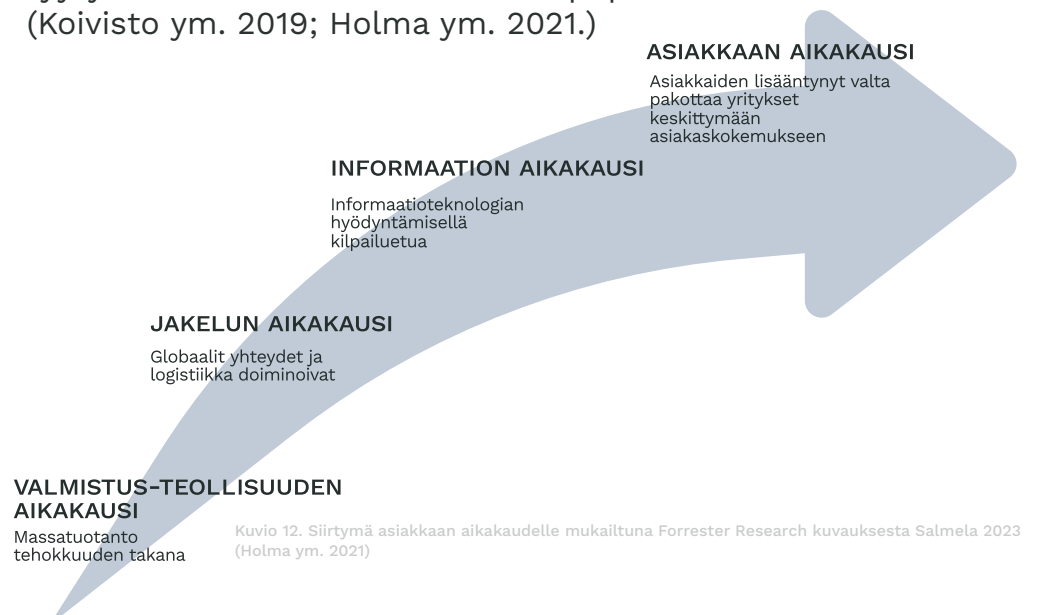 (Koivisto ym. 2019; Holma ym. 2021.)
ASIAKKAAN AIKAKAUSI
Asiakkaiden lisääntynyt valta
pakottaa yritykset
keskittymään
asiakaskokemukseen
INFORMAATION AIKAKAUSI
Informaatioteknologian
hyödyntämisellä
kilpailuetua
JAKELUN AIKAKAUSI
Globaalit yhteydet ja
logistiikka doiminoivat
VALMISTUS-TEOLLISUUDEN
AIKAKAUSI
Massatuotanto
tehokkuuden takana
Kuvio 12. Siirtymä asiakkaan aikakaudelle mukailtuna Forrester Research kuvauksesta Salmela 2023
(Holma ym. 2021)